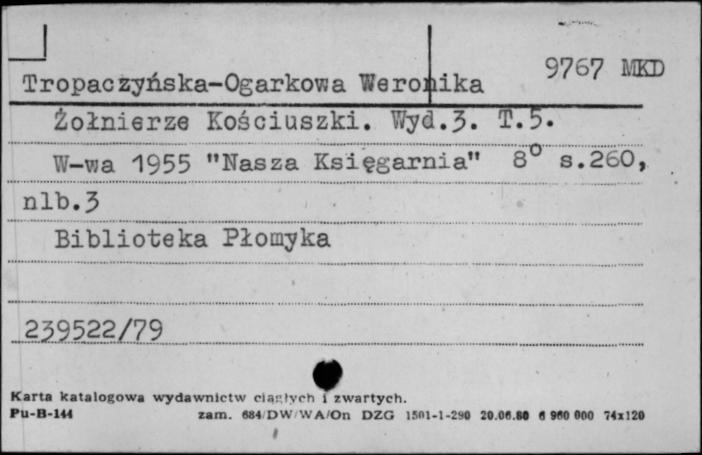 9767 MKD
Tropaczyńska-Ogarkowa Weronika
Żołnierze Kościuszki. Wyd.3. T.5.
W-wa 1955 "Nasza Księgarnia" 8° s.260,
nlb.3
Biblioteka Płomyka
239522/79
Karta katalogowa wydawnictw ciągłych i zwartych.
Pu-B-144 zam. 684/DW/WA/On DZG 1501-1-290 20.06.80 6 960 000 74x120